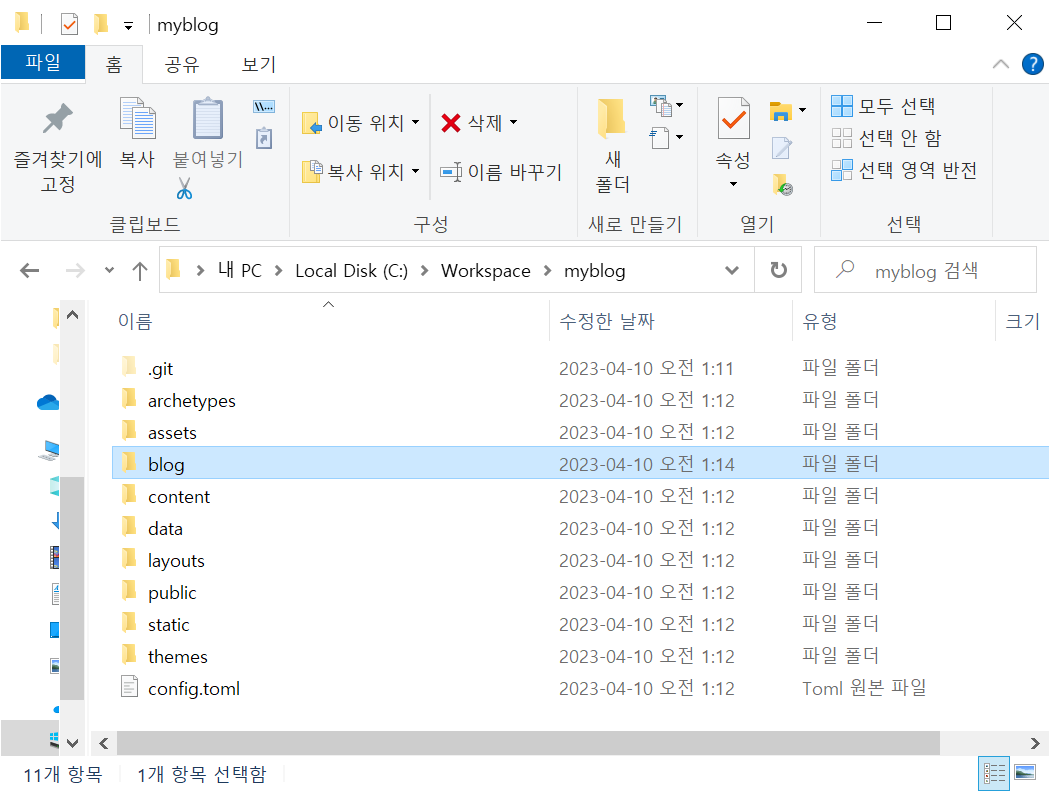 myblog
파일 홈 공유 보기
즐겨찾기에 고정
복사
붙여넣기
클립보드
이동 위치
복사 위치
삭제
이름 바꾸기
구성
새 폴더
새로 만들기
속성
열기
모두 선택
선택 안 함
선택 영역 반전
선택
내 PC > Local Disk (C:) > Workspace > myblog
myblog 검색
이름 수정한 날짜 유형 크기
.git 2023-04-10 오전 1:11 파일 폴더
archetypes 2023-04-10 오전 1:12 파일 폴더
assets 2023-04-10 오전 1:12 파일 폴더
blog 2023-04-10 오전 1:14 파일 폴더
content 2023-04-10 오전 1:12 파일 폴더
data 2023-04-10 오전 1:12 파일 폴더
layouts 2023-04-10 오전 1:12 파일 폴더
public 2023-04-10 오전 1:12 파일 폴더
static 2023-04-10 오전 1:12 파일 폴더
themes 2023-04-10 오전 1:12 파일 폴더
config.toml 2023-04-10 오전 1:12 Toml 원본 파일
11개 항목 1개 항목 선택함